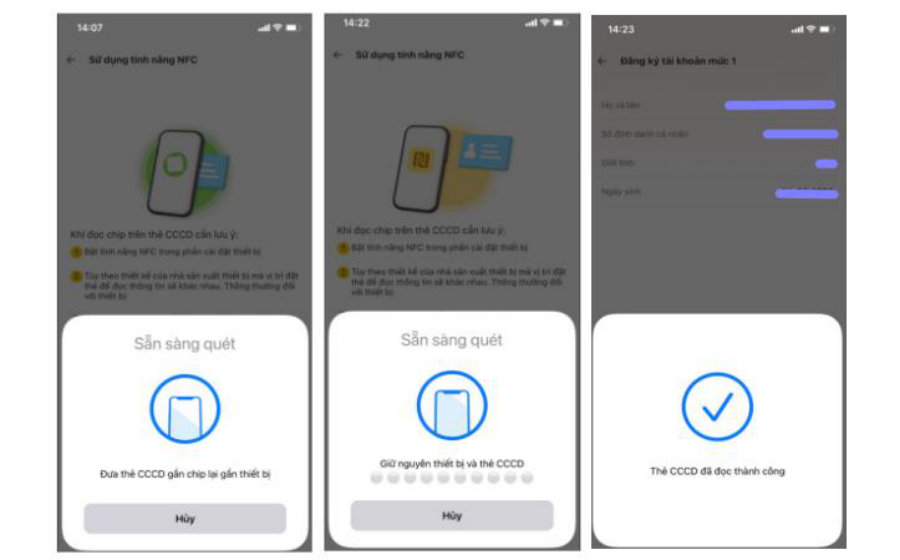 14:07
Sử dụng tính năng NFC
Khi đọc chip trên thẻ CCCD cần lưu ý:
1 Bật tính năng NFC trong phần cài đặt thiết bị
2 Tùy theo thiết kế của nhà sản xuất thiết bị mà vị trí đặt
thẻ để đọc thông tin sẽ khác nhau. Thông thường đối
với thiết bị:
Sẵn sàng quét
Đưa thẻ CCCD gắn chip lại gần thiết bị
Hủy
14:22
Sử dụng tính năng NFC
Khi đọc chip trên thẻ CCCD cần lưu ý:
1 Bật tính năng NFC trong phần cài đặt thiết bị
2 Tùy theo thiết kế của nhà sản xuất thiết bị mà vị trí đặt
thẻ để đọc thông tin sẽ khác nhau. Thông thường đối
với thiết bị:
Sẵn sàng quét
Giữ nguyên thiết bị và thẻ CCCD
Hủy
14:23
Đăng ký tài khoản mức 1
Họ và tên
Số định danh cá nhân
Giới tính
Ngày sinh
Thẻ CCCD đã đọc thành công